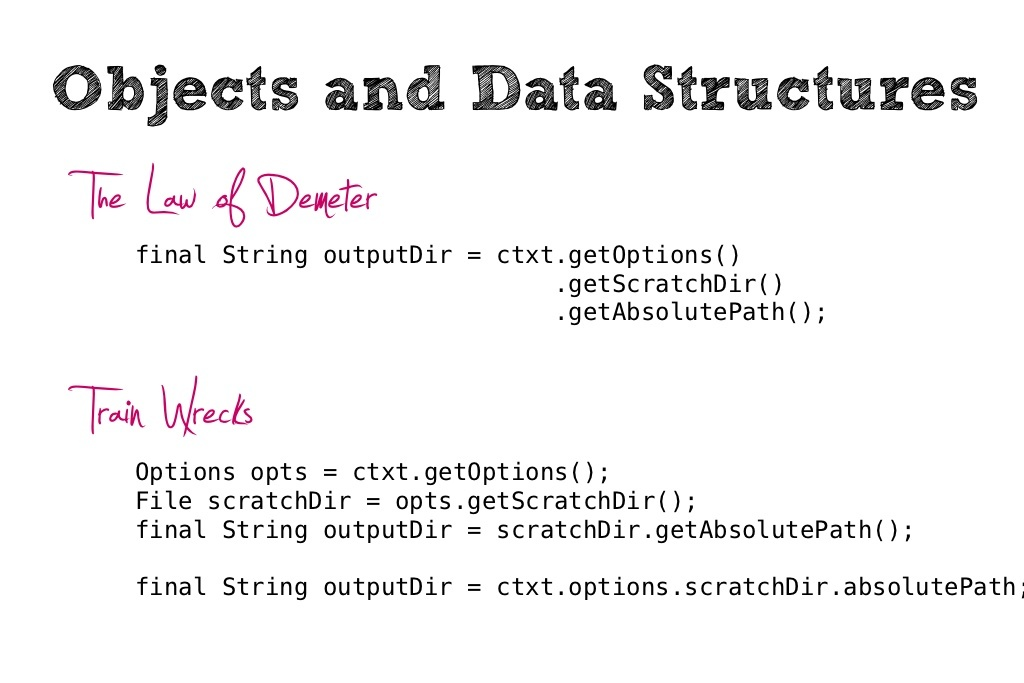 Objects and Data Structures
The Law of Demeter
final String outputDir = ctxt.getOptions()
.getScratchDir()
.getAbsolutePath();
Train Wrecks
Options opts = ctxt.getOptions();
File scratchDir = opts.getScratchDir();
final String outputDir = scratchDir.getAbsolutePath();
final String outputDir = ctxt.options.scratchDir.absolutePath;